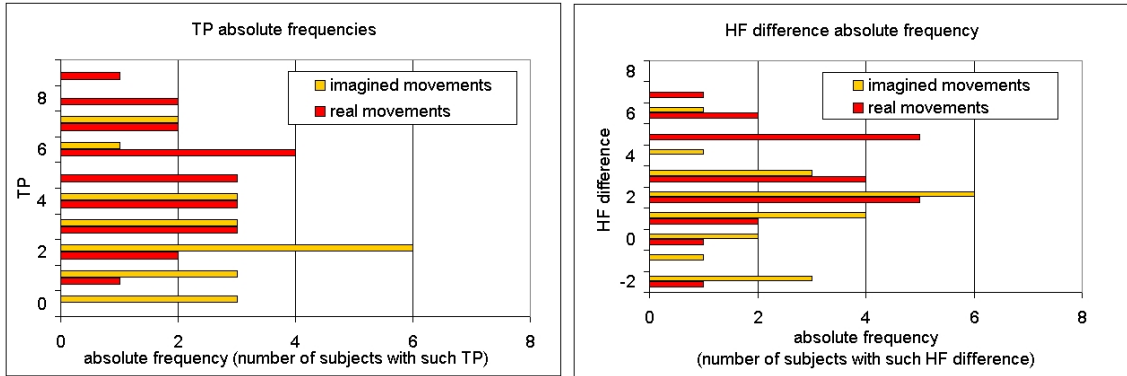 TP absolute frequencies
imagined movements
real movements
TP
8
6
4
2
0
0 2 4 6 8
absolute frequency (number of subjects with such TP)
HF difference absolute frequency
imagined movements
real movements
HF difference
8
6
4
2
0
-2
0 2 4 6 8
absolute frequency
(number of subjects with such HF difference)